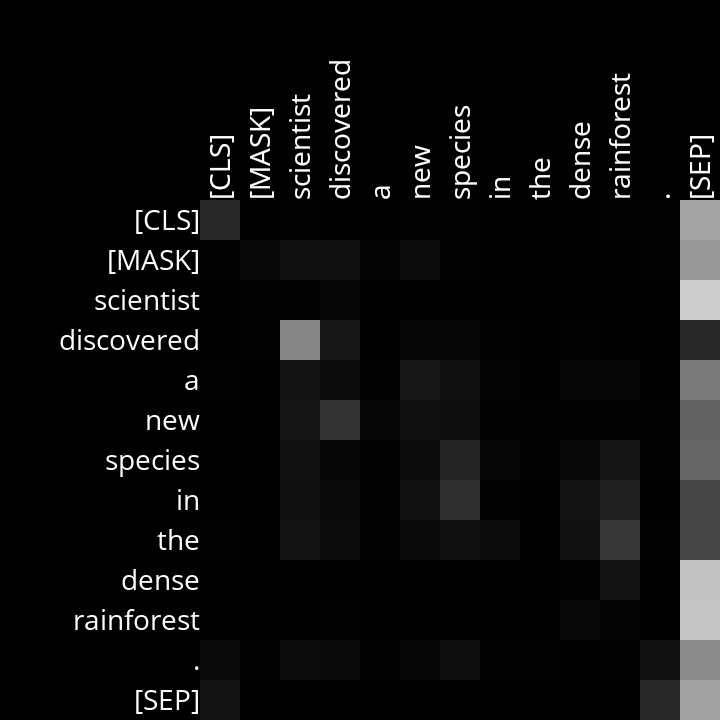 [CLS] [MASK] scientist discovered a new species in the dense rainforest . [SEP]
[CLS]
[MASK]
scientist
discovered
a
new
species
in
the
dense
rainforest
.
[SEP]